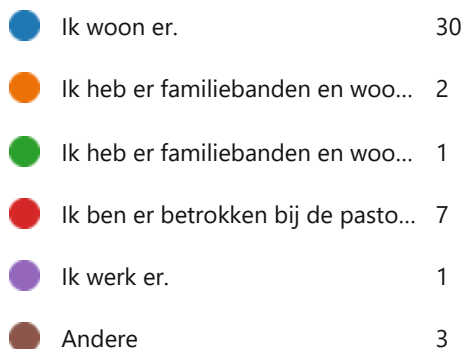 Ik woon er. 30
Ik heb er familiebanden en woo... 2
Ik heb er familiebanden en woo... 1
Ik ben er betrokken bij de pasto... 7
Ik werk er. 1
Andere 3